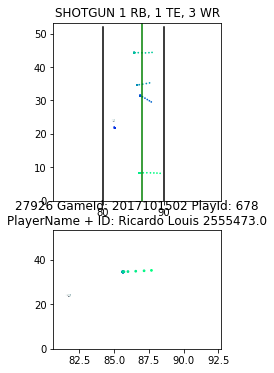 SHOTGUN 1 RB, 1 TE, 3 WR
50
40
30
20
10
0
80 90
27926 GameId: 2017101502 PlayId: 678
PlayerName + ID: Ricardo Louis 2555473.0
40
20
0
82.5 85.0 87.5 90.0 92.5